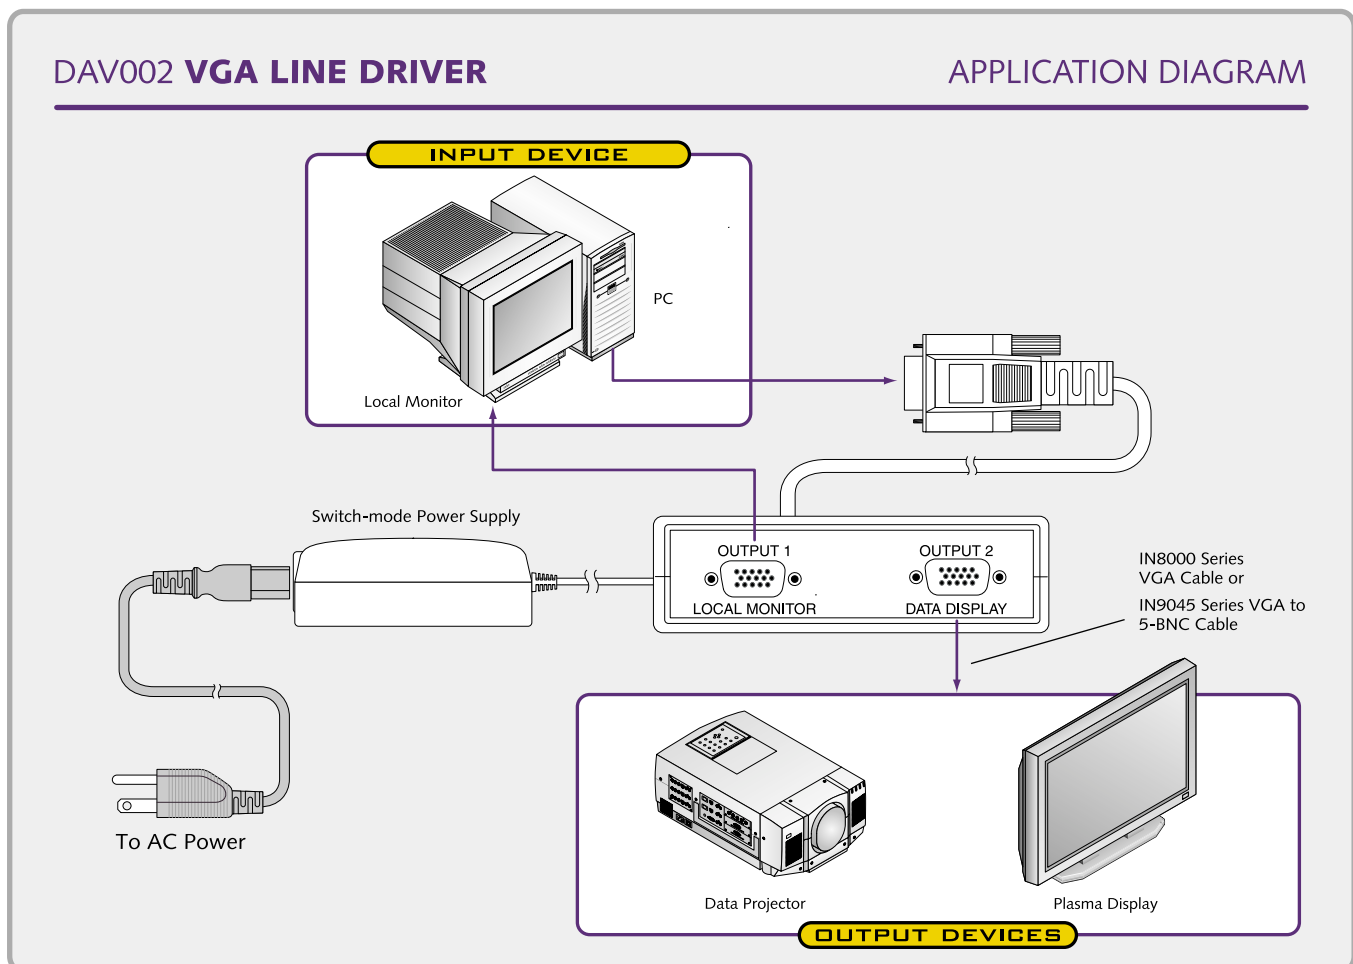 DAV002 VGA LINE DRIVER
APPLICATION DIAGRAM
INPUT DEVICE
PC
Local Monitor
Switch-mode Power Supply
OUTPUT 1
OUTPUT 2
LOCAL MONITOR
DATA DISPLAY
IN8000 Series
VGA Cable or
IN9045 Series VGA to
5-BNC Cable
To AC Power
Data Projector
Plasma Display
OUTPUT DEVICES